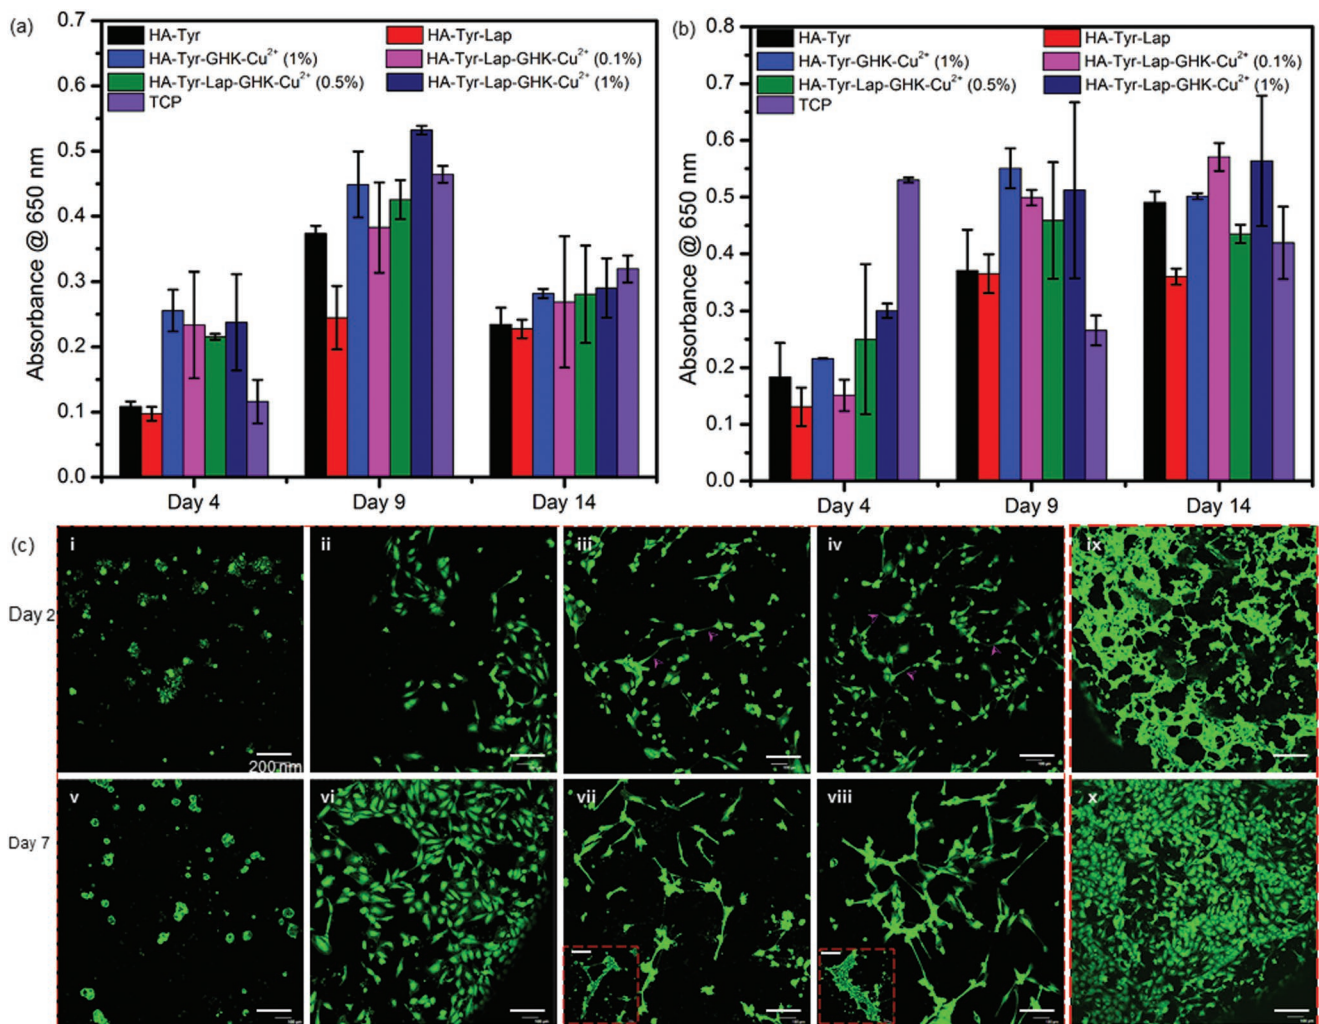 (a)
0.7
0.6
0.5
0.4
0.3
0.2
0.1
0.0
Absorbance @ 650 nm
HA-Tyr
HA-Tyr-Lap
HA-Tyr-GHK-Cu²⁺ (1%)
HA-Tyr-Lap-GHK-Cu²⁺ (0.1%)
HA-Tyr-Lap-GHK-Cu²⁺ (0.5%)
HA-Tyr-Lap-GHK-Cu²⁺ (1%)
TCP
Day 4 Day 9 Day 14
(b)
0.8
0.7
0.6
0.5
0.4
0.3
0.2
0.1
0.0
Absorbance @ 650 nm
HA-Tyr
HA-Tyr-Lap
HA-Tyr-GHK-Cu²⁺ (1%)
HA-Tyr-Lap-GHK-Cu²⁺ (0.1%)
HA-Tyr-Lap-GHK-Cu²⁺ (0.5%)
HA-Tyr-Lap-GHK-Cu²⁺ (1%)
TCP
Day 4 Day 9 Day 14
(c)
i ii iii iv ix
Day 2
200 nm
v vi vii viii x
Day 7